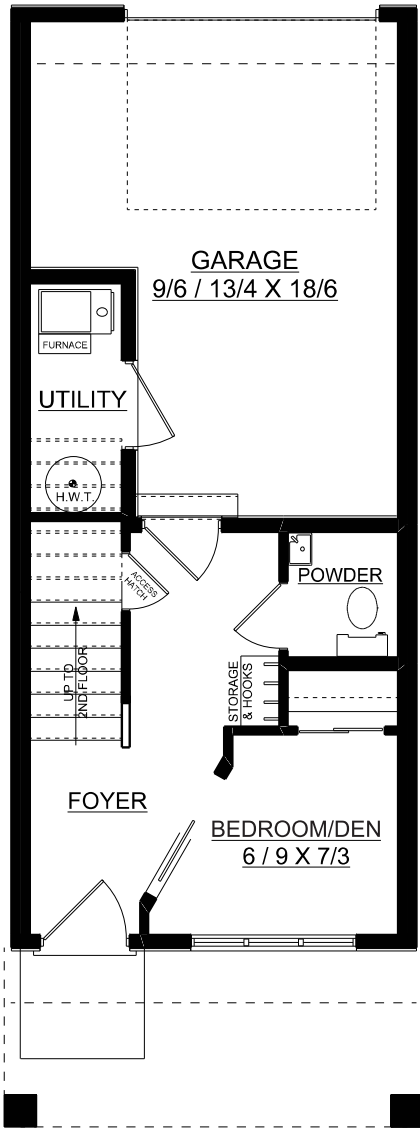 GARAGE
9/6 / 13/4 X 18/6
FURNACE
UTILITY
H.W.T.
ACCESS
HATCH
POWDER
UP TO
2ND FLOOR
STORAGE
& HOOKS
FOYER
BEDROOM/DEN
6 / 9 X 7/3